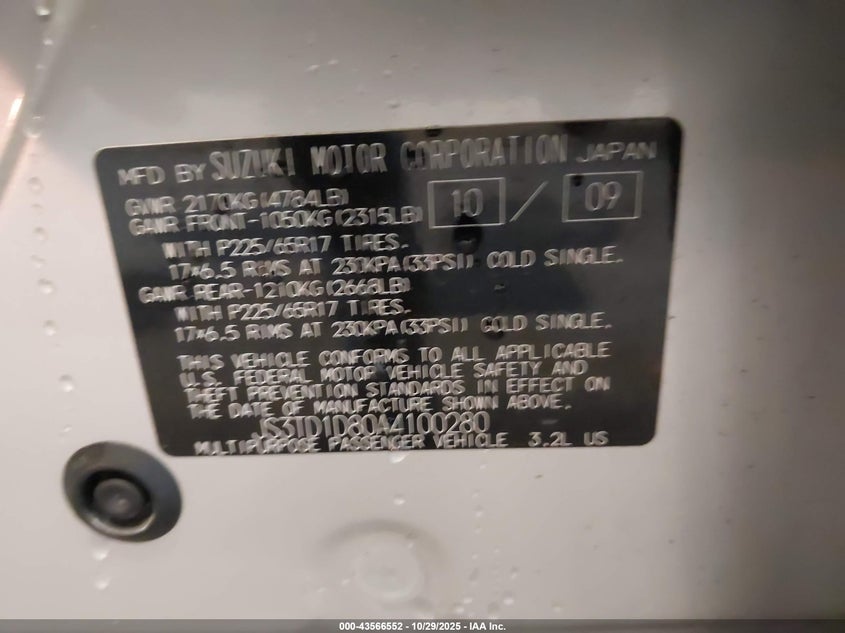 MFD BY SUZUKI MOTOR CORPORATION JAPAN
GVWR 2170KG(4784LB)
GAWR FRONT-1050KG(2315LB) 10 / 09
WITH P225/65R17 TIRES.
17*6.5 RIMS AT 230KPA(33PSI) COLD SINGLE.
GAWR REAR-1210KG(2668LB)
WITH P225/65R17 TIRES.
17*6.5 RIMS AT 230KPA(33PSI) COLD SINGLE.
THIS VEHICLE CONFORMS TO ALL APPLICABLE
U.S. FEDERAL MOTOR VEHICLE SAFETY AND
THEFT PREVENTION STANDARDS IN EFFECT ON
THE DATE OF MANUFACTURE SHOWN ABOVE.
JS3TD1D80A4100280
MULTIPURPOSE PASSENGER VEHICLE 3.2L US
000-43566552 - 10/29/2025 - IAA Inc.